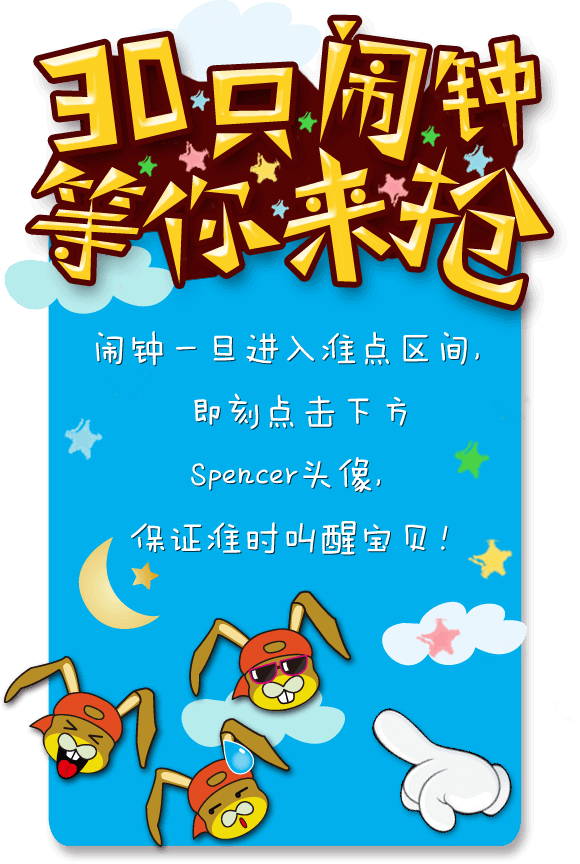 30只闹钟
等你来抢
闹钟一旦进入准点区间,
即刻点击下方
Spencer头像,
保证准时叫醒宝贝!